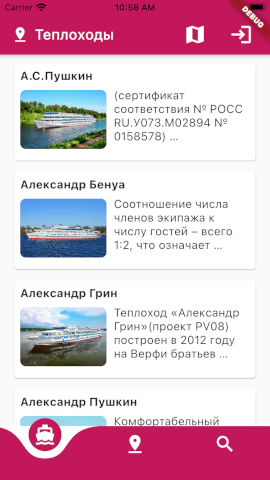 Carrier
10:56 AM
DEBUG
Теплоходы
А.С.Пушкин
(сертификат
соответствия № РОСС
RU.У073.М02894 №
0158578) ...
Александр Бенуа
Соотношение числа
членов экипажа к
числу гостей – всего
1:2, что означает ...
Александр Грин
Теплоход «Александр
Грин»(проект PV08)
построен в 2012 году
на Верфи братьев ...
Александр Пушкин
Комфортабельный